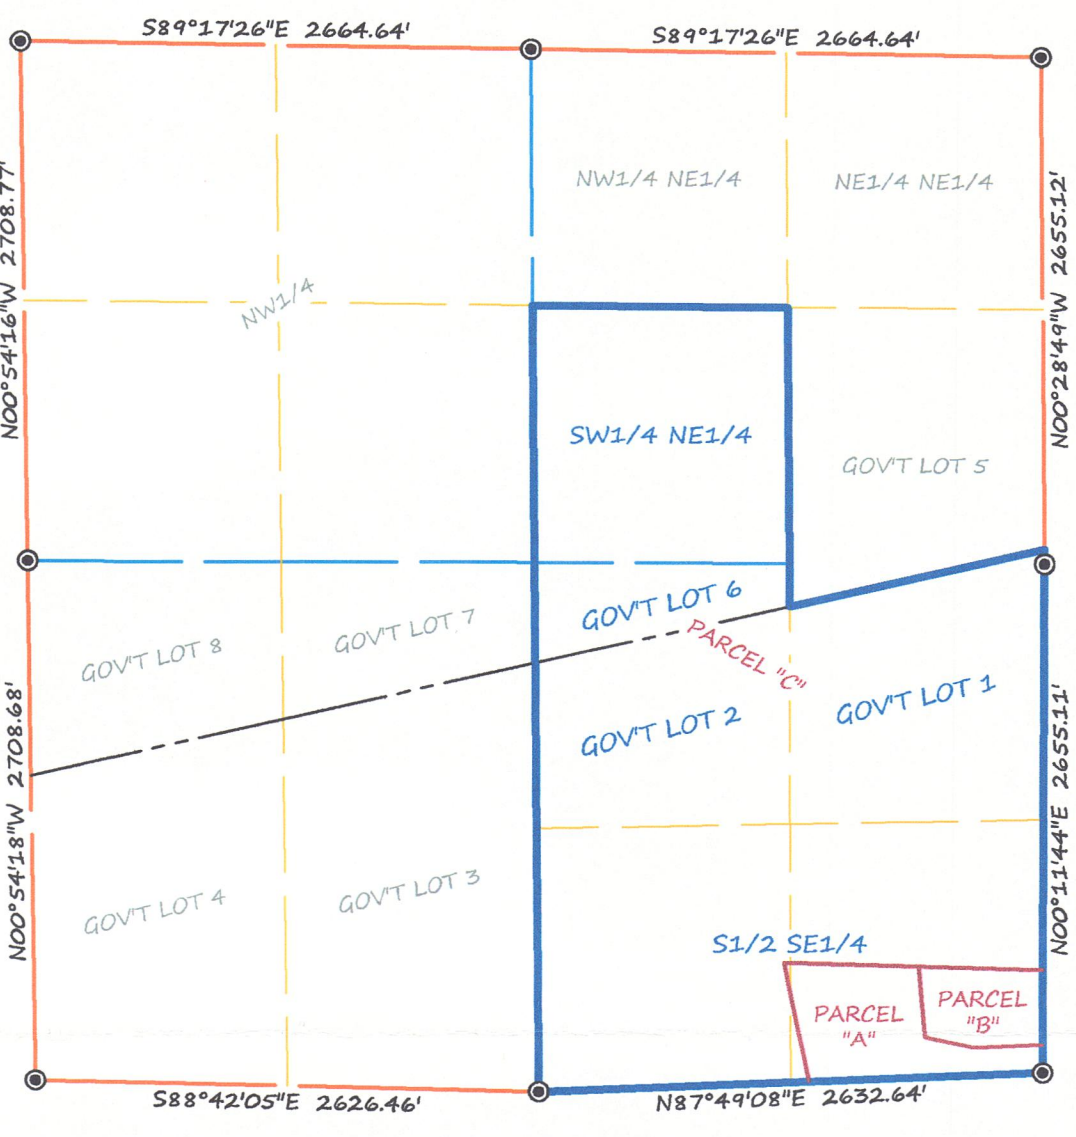 S89°17'26"E 2664.64'
S89°17'26"E 2664.64'
N00°54'16"W 2708.77'
NW1/4 NE1/4
NE1/4 NE1/4
N00°28'49"W 2655.12'
NW1/4
SW1/4 NE1/4
GOV'T LOT 5
GOV'T LOT 8
GOV'T LOT 7
GOV'T LOT 6
PARCEL "C"
GOV'T LOT 2
GOV'T LOT 1
N00°54'18"W 2708.68'
GOV'T LOT 4
GOV'T LOT 3
N00°11'44"E 2655.11'
S1/2 SE1/4
PARCEL
"A"
PARCEL
"B"
S88°42'05"E 2626.46'
N87°49'08"E 2632.64'